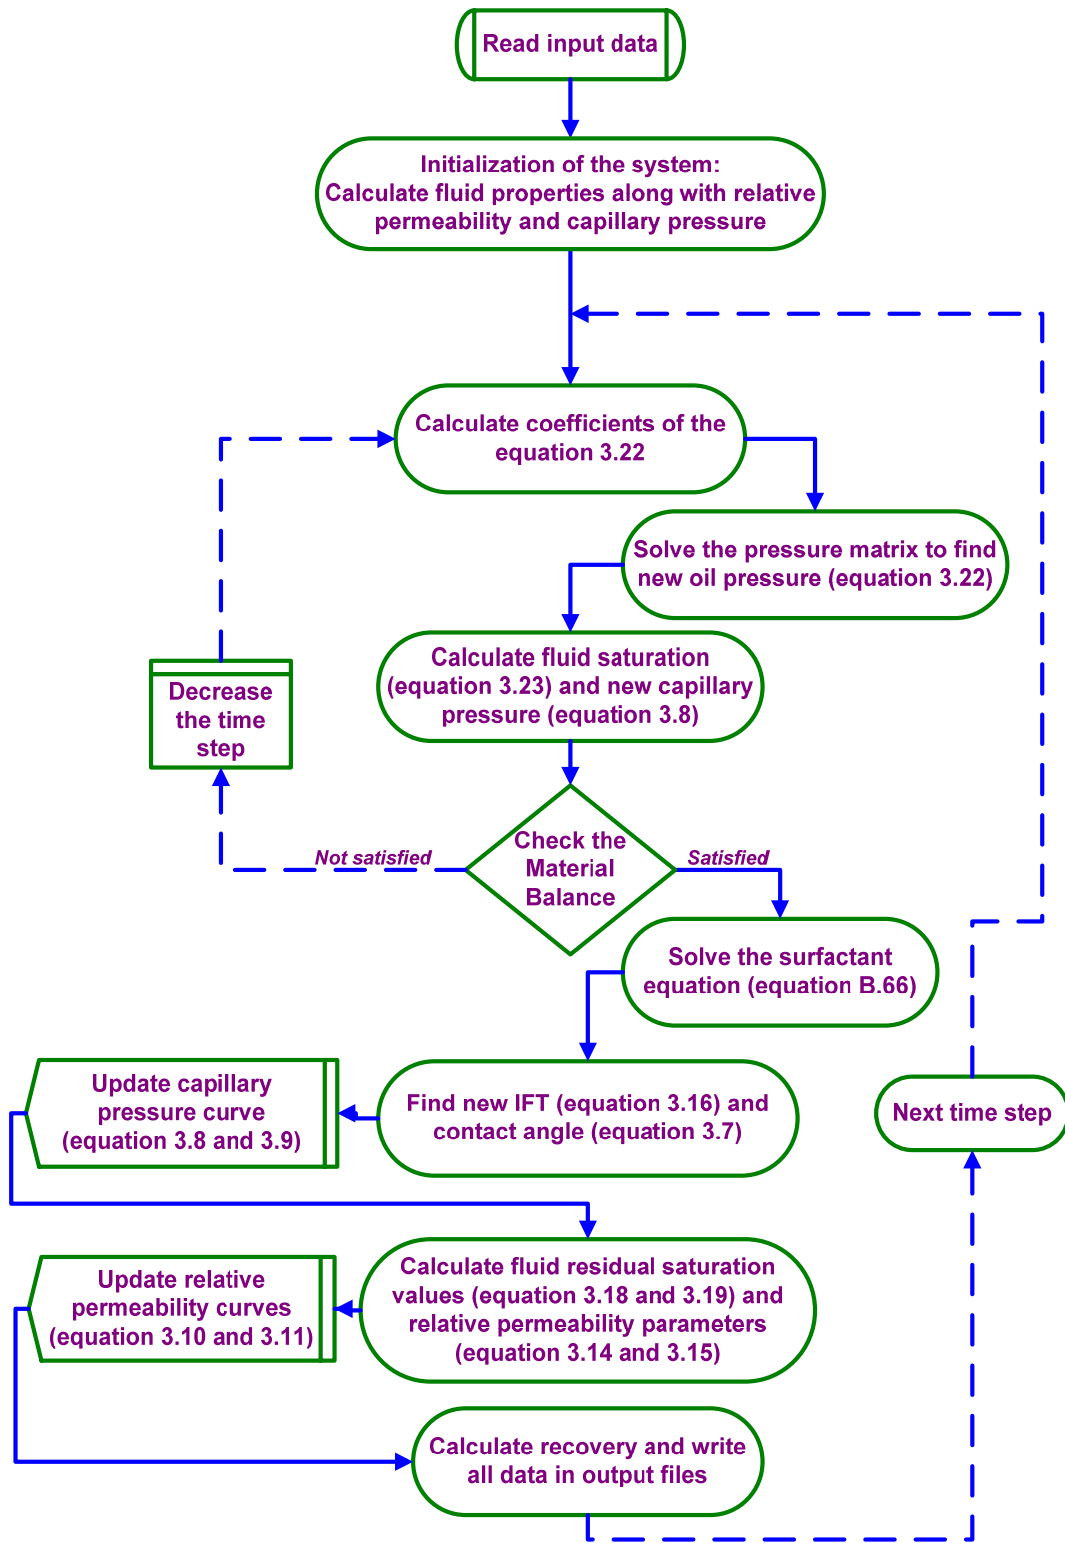 Read input data
Initialization of the system:
Calculate fluid properties along with relative
permeability and capillary pressure
Calculate coefficients of the
equation 3.22
Solve the pressure matrix to find
new oil pressure (equation 3.22)
Calculate fluid saturation
(equation 3.23) and new capillary
pressure (equation 3.8)
Decrease
the time
step
Check the
Material
Balance
Not satisfied
Satisfied
Solve the surfactant
equation (equation B.66)
Find new IFT (equation 3.16) and
contact angle (equation 3.7)
Update capillary
pressure curve
(equation 3.8 and 3.9)
Next time step
Calculate fluid residual saturation
values (equation 3.18 and 3.19) and
relative permeability parameters
(equation 3.14 and 3.15)
Update relative
permeability curves
(equation 3.10 and 3.11)
Calculate recovery and write
all data in output files